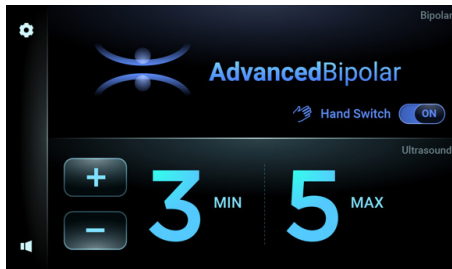 Bipolar
AdvancedBipolar
Hand Switch ON
Ultrasound
+
3 MIN 5 MAX
−